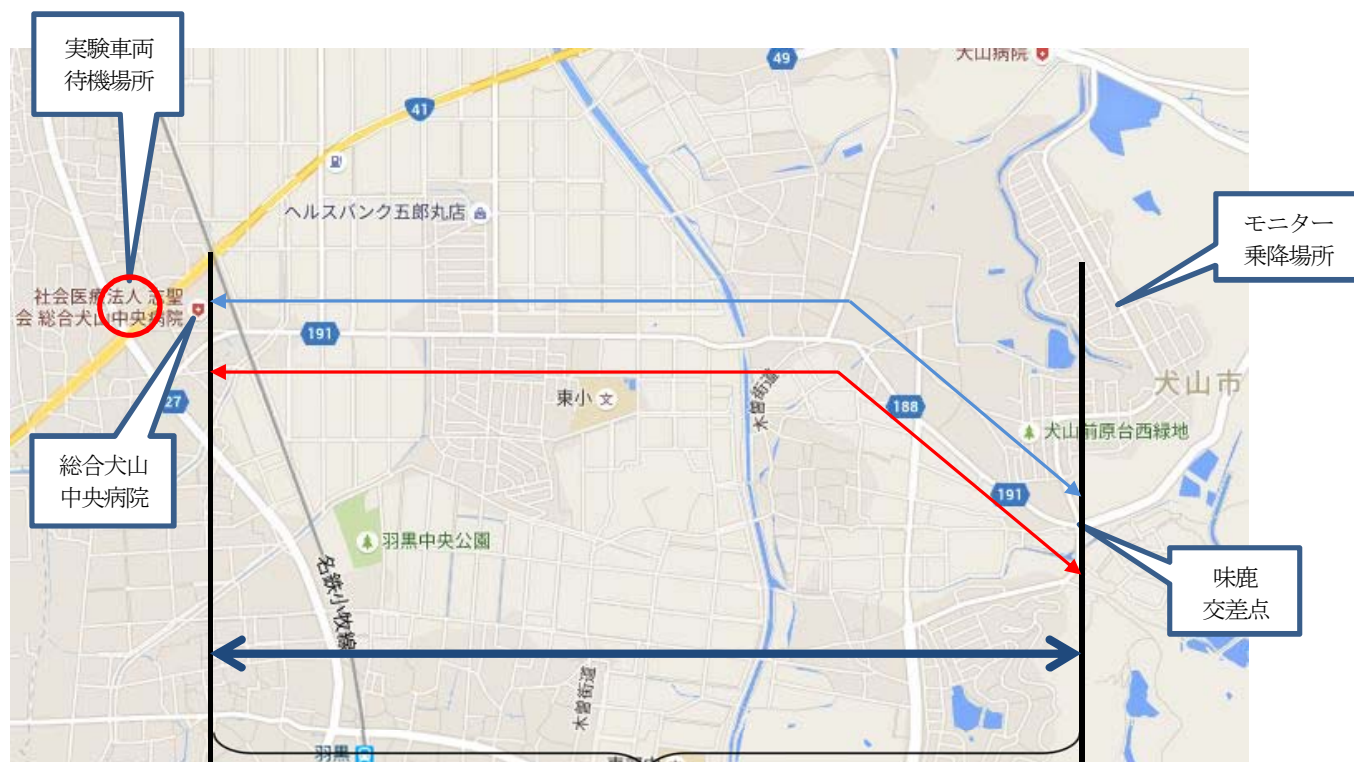 実験車両
待機場所
49
犬山病院
41
ヘルスバンク五郎丸店
モニター
乗降場所
社会医療法人 志聖
会 総合犬山中央病院
191
27
東小
文
木曽街道
188
犬山市
犬山前原台西緑地
総合犬山
中央病院
191
羽黒中央公園
名鉄小牧線
味鹿
交差点
木曽街道
羽黒